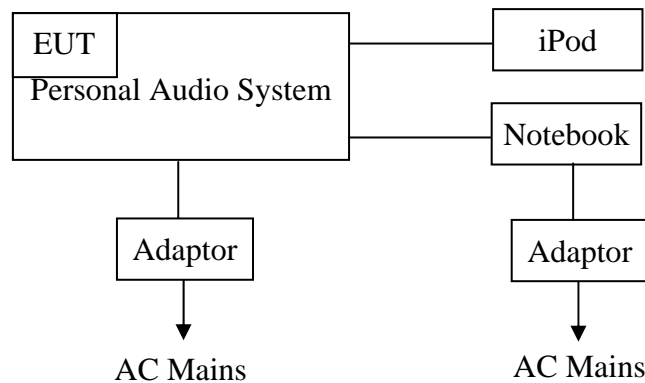 EUT
iPod
Personal Audio System
Notebook
Adaptor
Adaptor
AC Mains
AC Mains